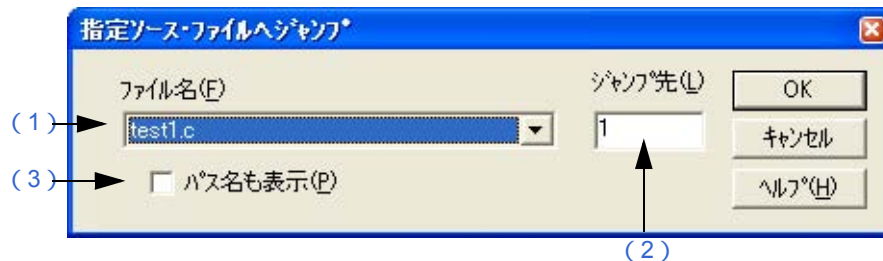 指定ソース・ファイルへジャンプ
ファイル名(F)
ジャンプ先(L)
OK
(1)
test1.c
1
キャンセル
(3)
パス名も表示(P)
ヘルプ(H)
(2)